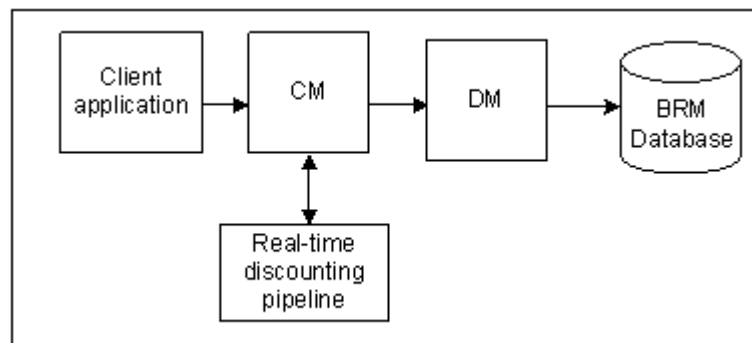 Client
application
CM
DM
BRM
Database
Real-time
discounting
pipeline